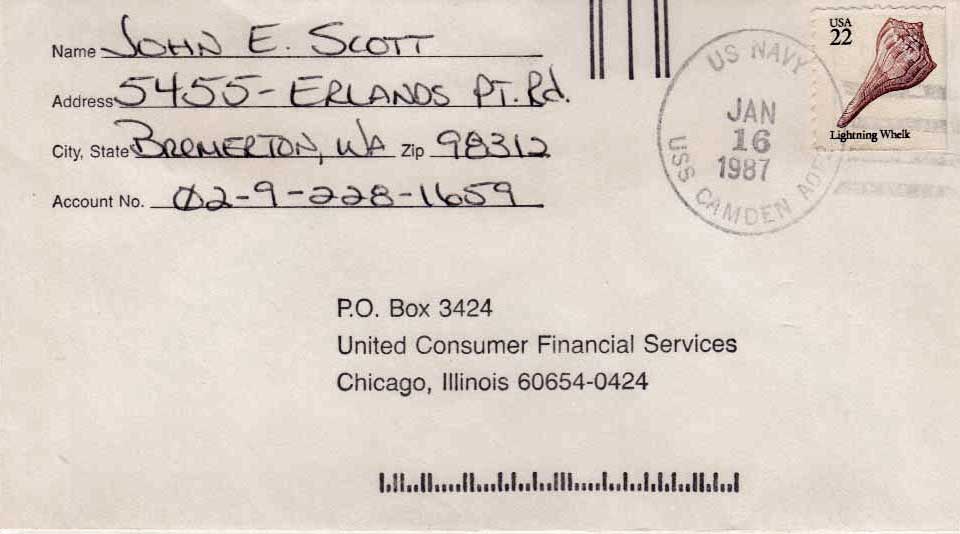 Name JOHN E. SCOTT
Address 5455- ERLANDS PT. Rd.
City, State BREMERTON, WA Zip 98312
Account No. 02-9-228-1659
US NAVY
JAN
16
1987
USS CAMDEN AOE
USA
22
Lightning Whelk
P.O. Box 3424
United Consumer Financial Services
Chicago, Illinois 60654-0424